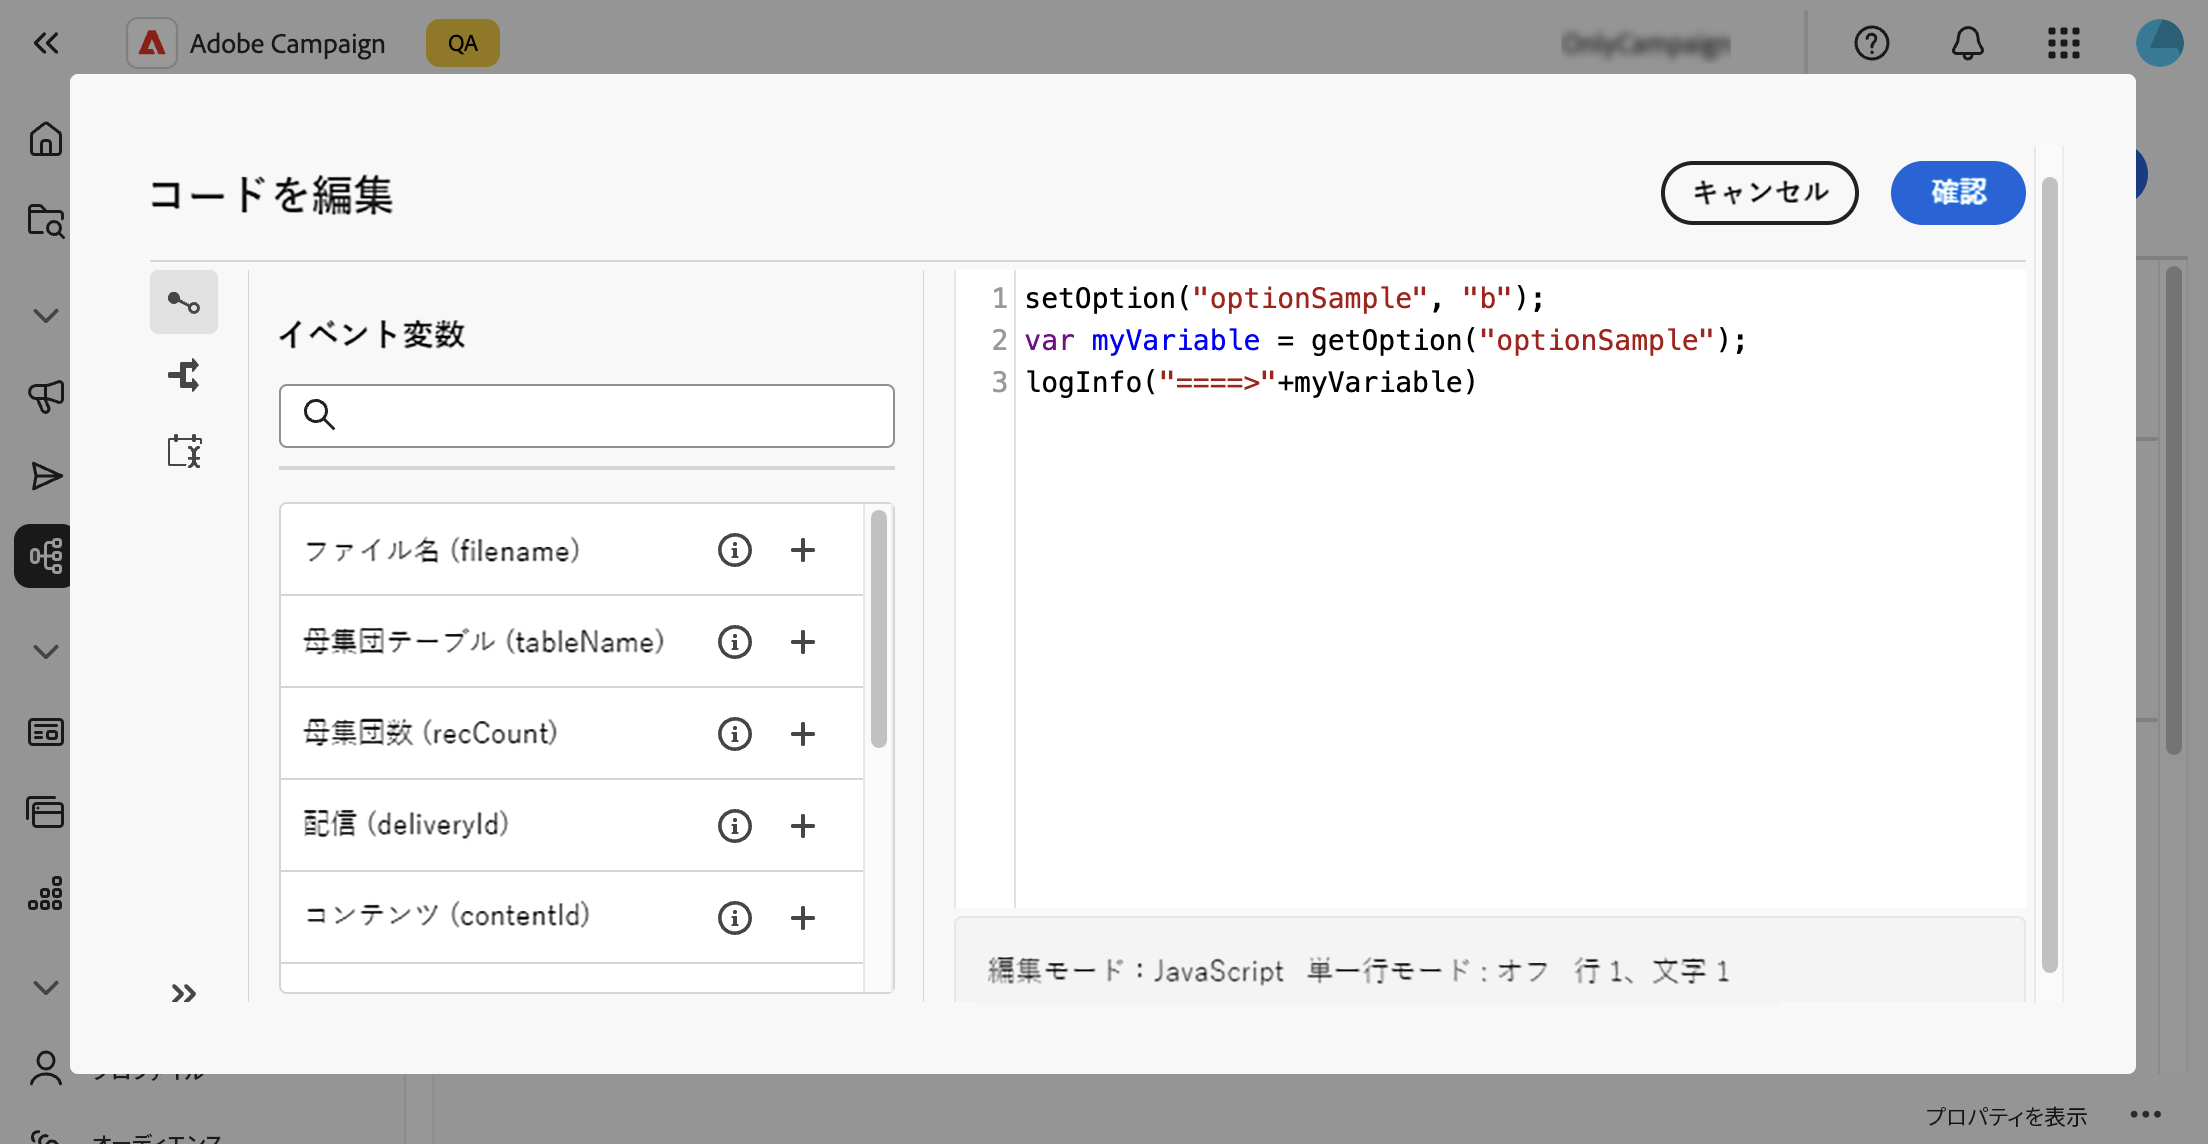 Adobe Campaign
QA
コードを編集
キャンセル
確認
イベント変数
ファイル名 (filename)
母集団テーブル (tableName)
母集団数 (recCount)
配信 (deliveryId)
コンテンツ (contentId)
1 setOption("optionSample", "b");
2 var myVariable = getOption("optionSample");
3 logInfo("====>"+myVariable)
編集モード：JavaScript 単一行モード：オフ 行 1、文字 1
プロパティを表示